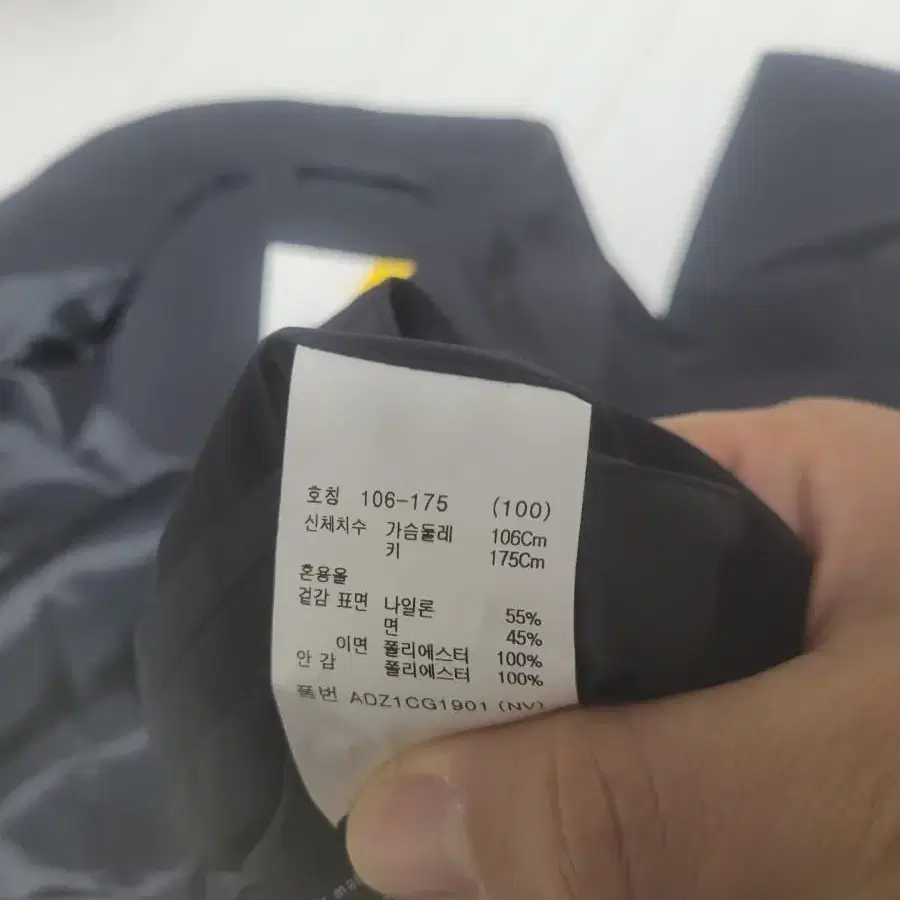 호칭 106-175 (100)
신체치수 가슴둘레 106Cm
키 175Cm
혼용율
겉감 표면 나일론 55%
면 45%
이면 폴리에스터 100%
안 감 폴리에스터 100%
품번 ADZ1CG1901 (NV)